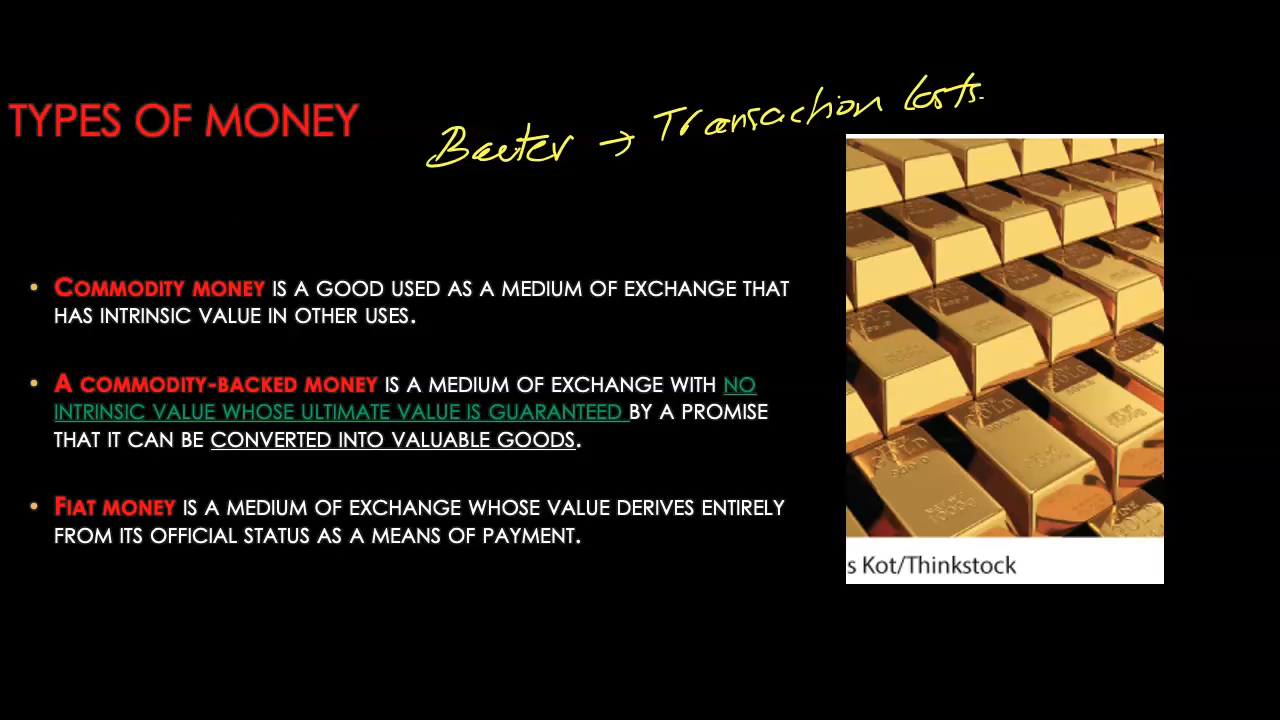 TYPES OF MONEY
Barter → Transaction Costs.
• COMMODITY MONEY IS A GOOD USED AS A MEDIUM OF EXCHANGE THAT
HAS INTRINSIC VALUE IN OTHER USES.
• A COMMODITY-BACKED MONEY IS A MEDIUM OF EXCHANGE WITH NO
INTRINSIC VALUE WHOSE ULTIMATE VALUE IS GUARANTEED BY A PROMISE
THAT IT CAN BE CONVERTED INTO VALUABLE GOODS.
• FIAT MONEY IS A MEDIUM OF EXCHANGE WHOSE VALUE DERIVES ENTIRELY
FROM ITS OFFICIAL STATUS AS A MEANS OF PAYMENT.
s Kot/Thinkstock